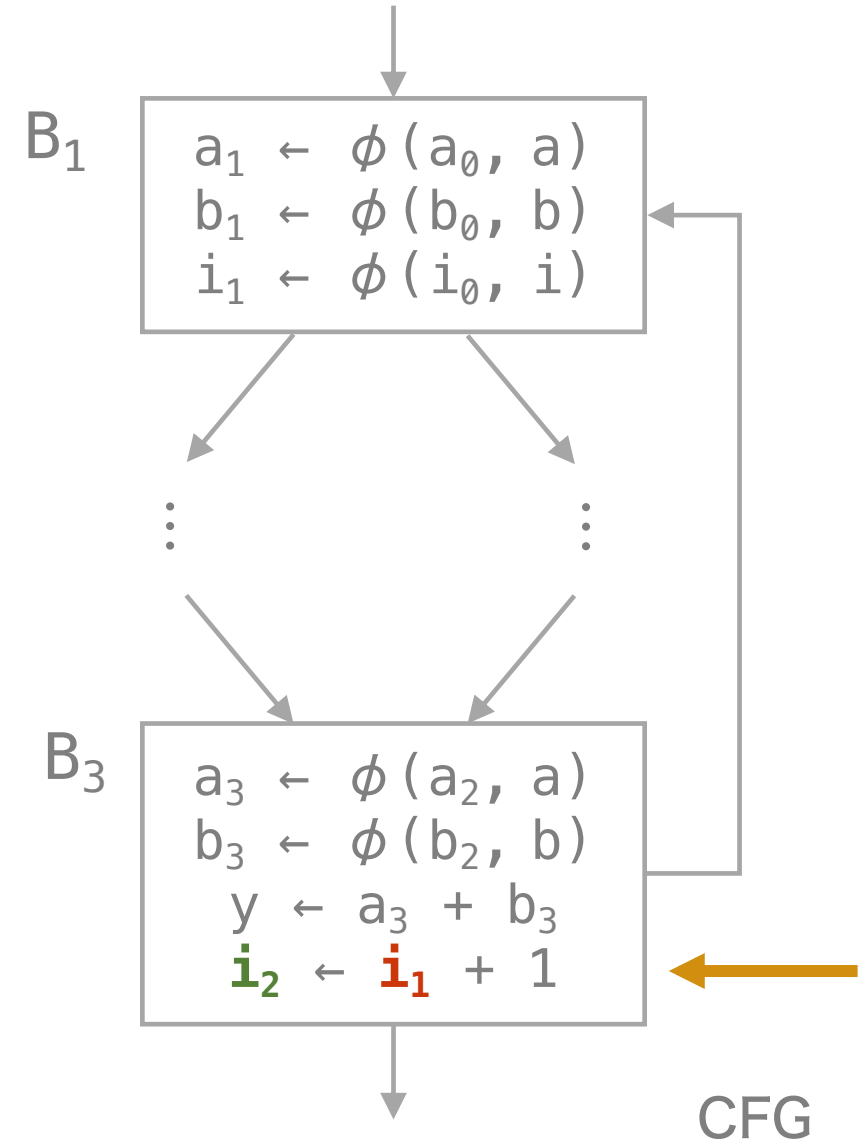 B₁
a₁ ← ϕ(a₀, a)
b₁ ← ϕ(b₀, b)
i₁ ← ϕ(i₀, i)
⋮ ⋮
B₃
a₃ ← ϕ(a₂, a)
b₃ ← ϕ(b₂, b)
y ← a₃ + b₃
i₂ ← i₁ + 1
CFG